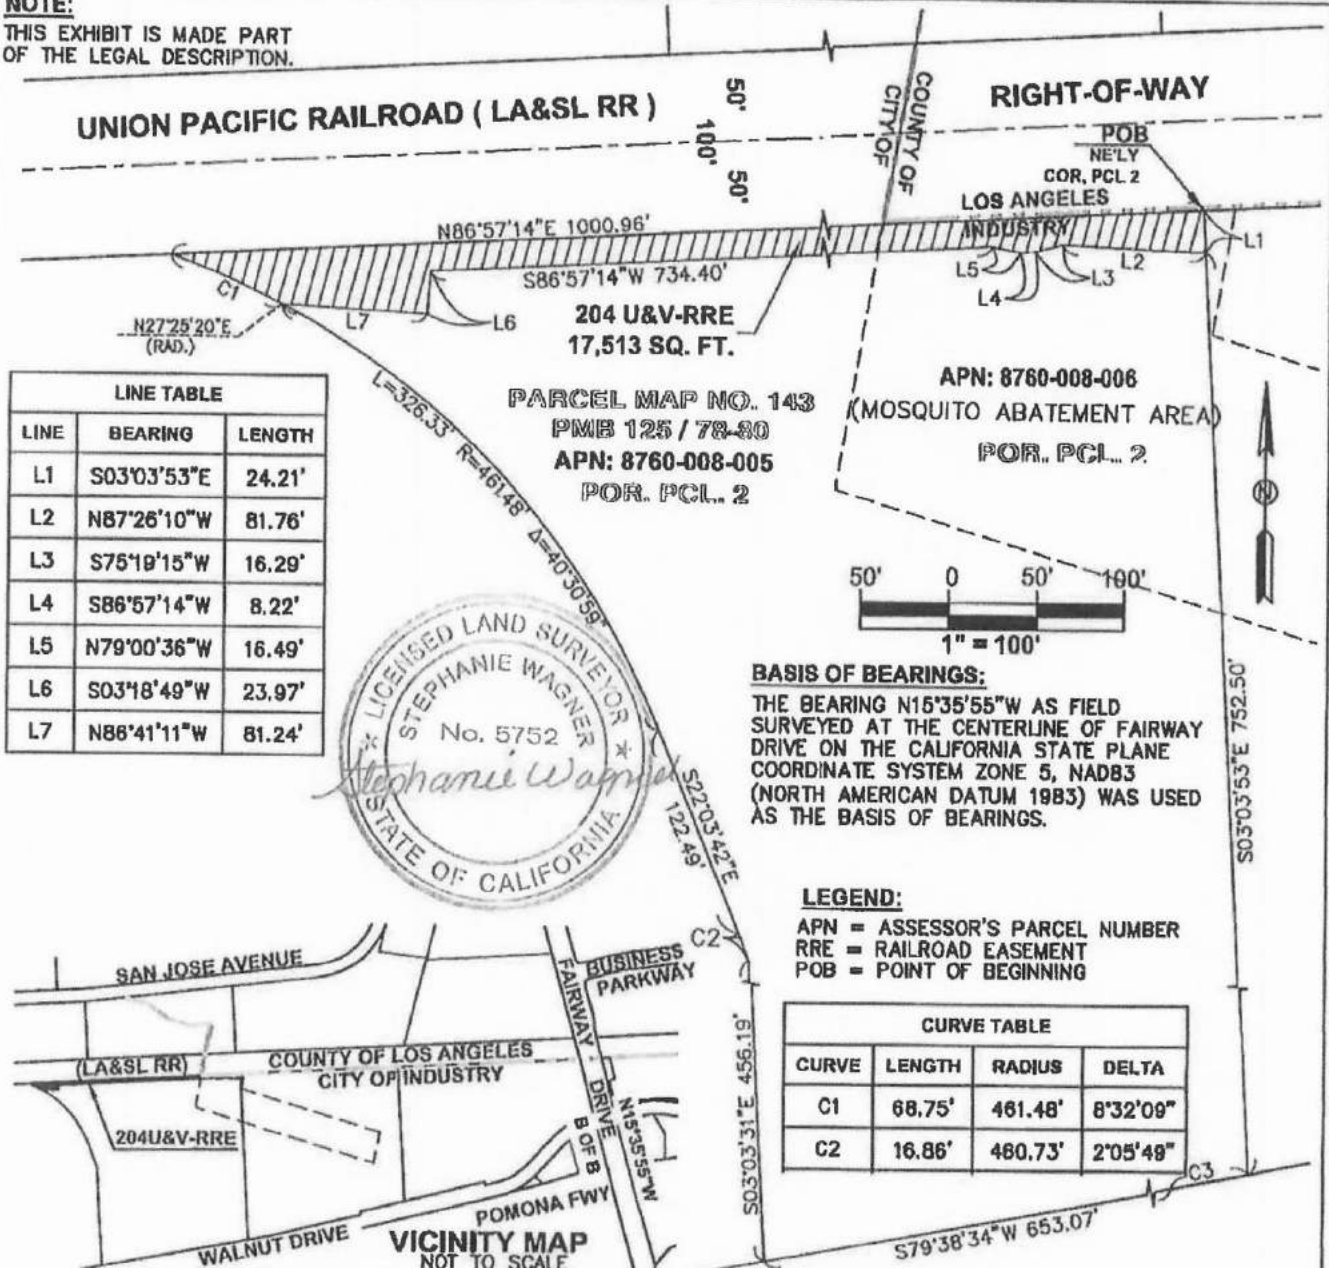 NOTE:
THIS EXHIBIT IS MADE PART
OF THE LEGAL DESCRIPTION.
UNION PACIFIC RAILROAD ( LA&SL RR )
50'
100'
50'
COUNTY OF
CITY OF
RIGHT-OF-WAY
POB
NE'LY
COR, PCL 2
LOS ANGELES
INDUSTRY
N86°57'14"E 1000.96'
S86°57'14"W 734.40'
L1
L2
L3
L4
L5
C1
L7
L6
N27°25'20"E
(RAD.)
204 U&V-RRE
17,513 SQ. FT.
PARCEL MAP NO. 143
PMB 125 / 78-80
APN: 8760-008-005
POR. PCL. 2
APN: 8760-008-006
(MOSQUITO ABATEMENT AREA)
POR. PCL. 2
L=326.33' R=461.48' Δ=40°30'59"
LINE TABLE
LINE BEARING LENGTH
L1 S03°03'53"E 24.21'
L2 N87°26'10"W 81.76'
L3 S75°19'15"W 16.29'
L4 S86°57'14"W 8.22'
L5 N79°00'36"W 16.49'
L6 S03°18'49"W 23.97'
L7 N86°41'11"W 81.24'
N
50' 0 50' 100'
1" = 100'
LICENSED LAND SURVEYOR
STEPHANIE WAGNER
No. 5752
Stephanie Wagner
STATE OF CALIFORNIA
BASIS OF BEARINGS:
THE BEARING N15°35'55"W AS FIELD
SURVEYED AT THE CENTERLINE OF FAIRWAY
DRIVE ON THE CALIFORNIA STATE PLANE
COORDINATE SYSTEM ZONE 5, NAD83
(NORTH AMERICAN DATUM 1983) WAS USED
AS THE BASIS OF BEARINGS.
S03°03'53"E 752.50'
S22°03'42"E
122.49'
C2
LEGEND:
APN = ASSESSOR'S PARCEL NUMBER
RRE = RAILROAD EASEMENT
POB = POINT OF BEGINNING
CURVE TABLE
CURVE LENGTH RADIUS DELTA
C1 68.75' 461.48' 8°32'09"
C2 16.86' 460.73' 2°05'49"
S03°03'31"E 456.19'
C3
S79°38'34"W 653.07'
SAN JOSE AVENUE
FAIRWAY DRIVE
BUSINESS
PARKWAY
(LA&SL RR)
COUNTY OF LOS ANGELES
CITY OF INDUSTRY
204U&V-RRE
B OF B
N15°35'55"W
POMONA FWY
WALNUT DRIVE
VICINITY MAP
NOT TO SCALE